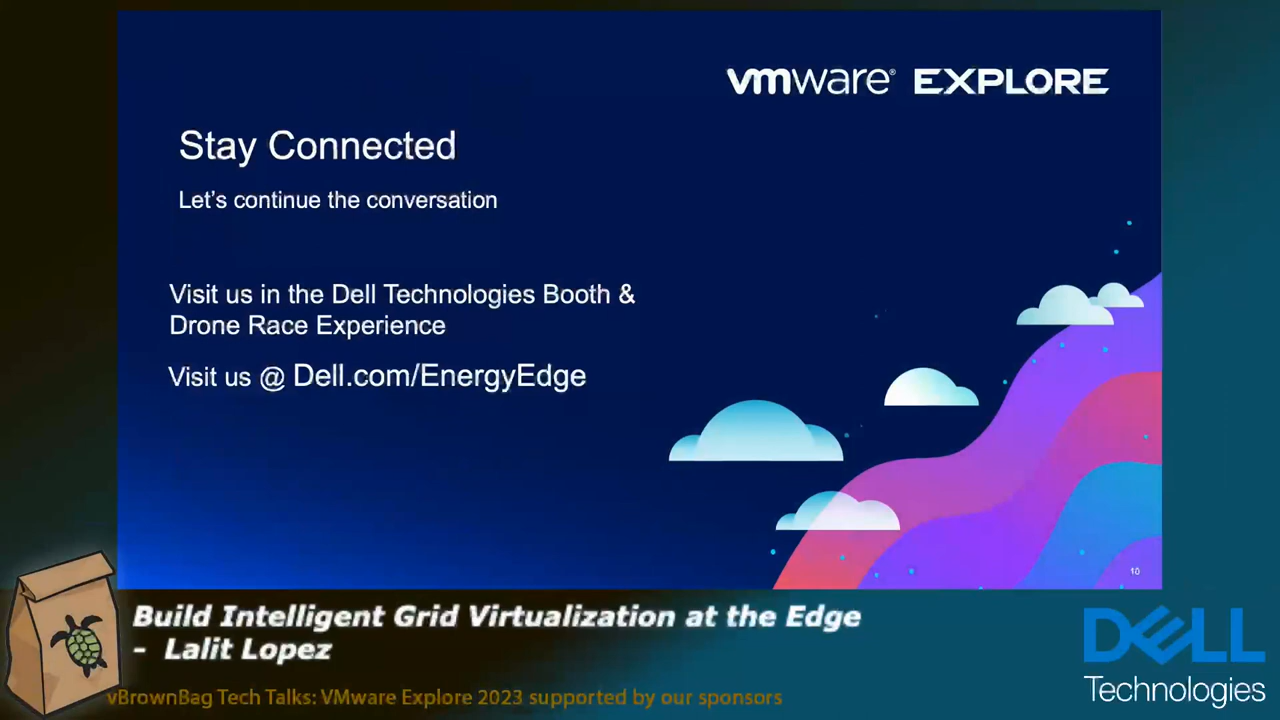 vmware® EXPLORE
Stay Connected
Let's continue the conversation
Visit us in the Dell Technologies Booth &
Drone Race Experience
Visit us @ Dell.com/EnergyEdge
10
Build Intelligent Grid Virtualization at the Edge
- Lalit Lopez
vBrownBag Tech Talks: VMware Explore 2023 supported by our sponsors
DELL
Technologies